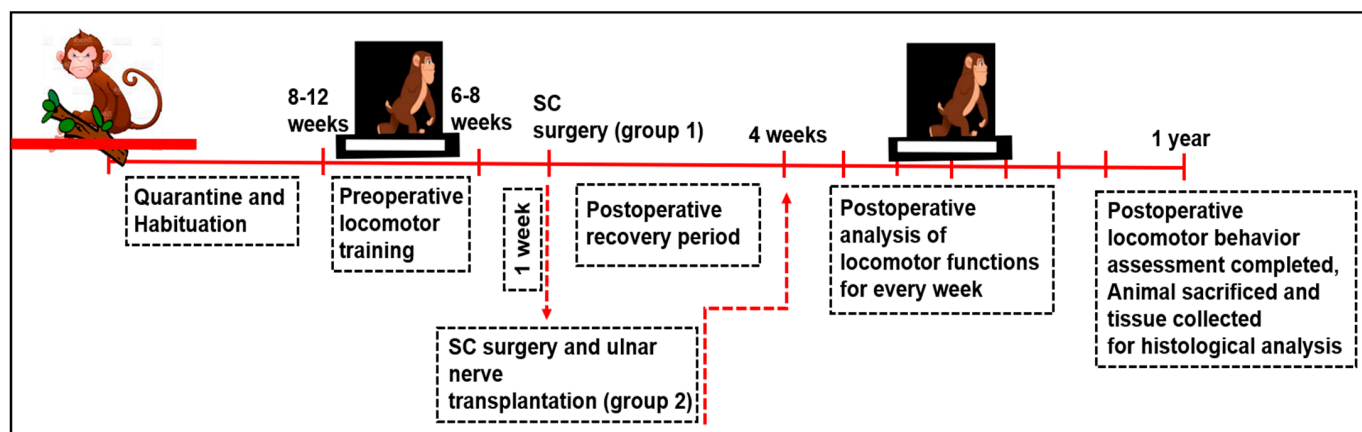 8-12
weeks
6-8
weeks
SC
surgery (group 1)
4 weeks
1 year
Quarantine and
Habituation
Preoperative
locomotor
training
1 week
Postoperative
recovery period
Postoperative
analysis of
locomotor functions
for every week
Postoperative
locomotor behavior
assessment completed,
Animal sacrificed and
tissue collected
for histological analysis
SC surgery and ulnar
nerve
transplantation (group 2)